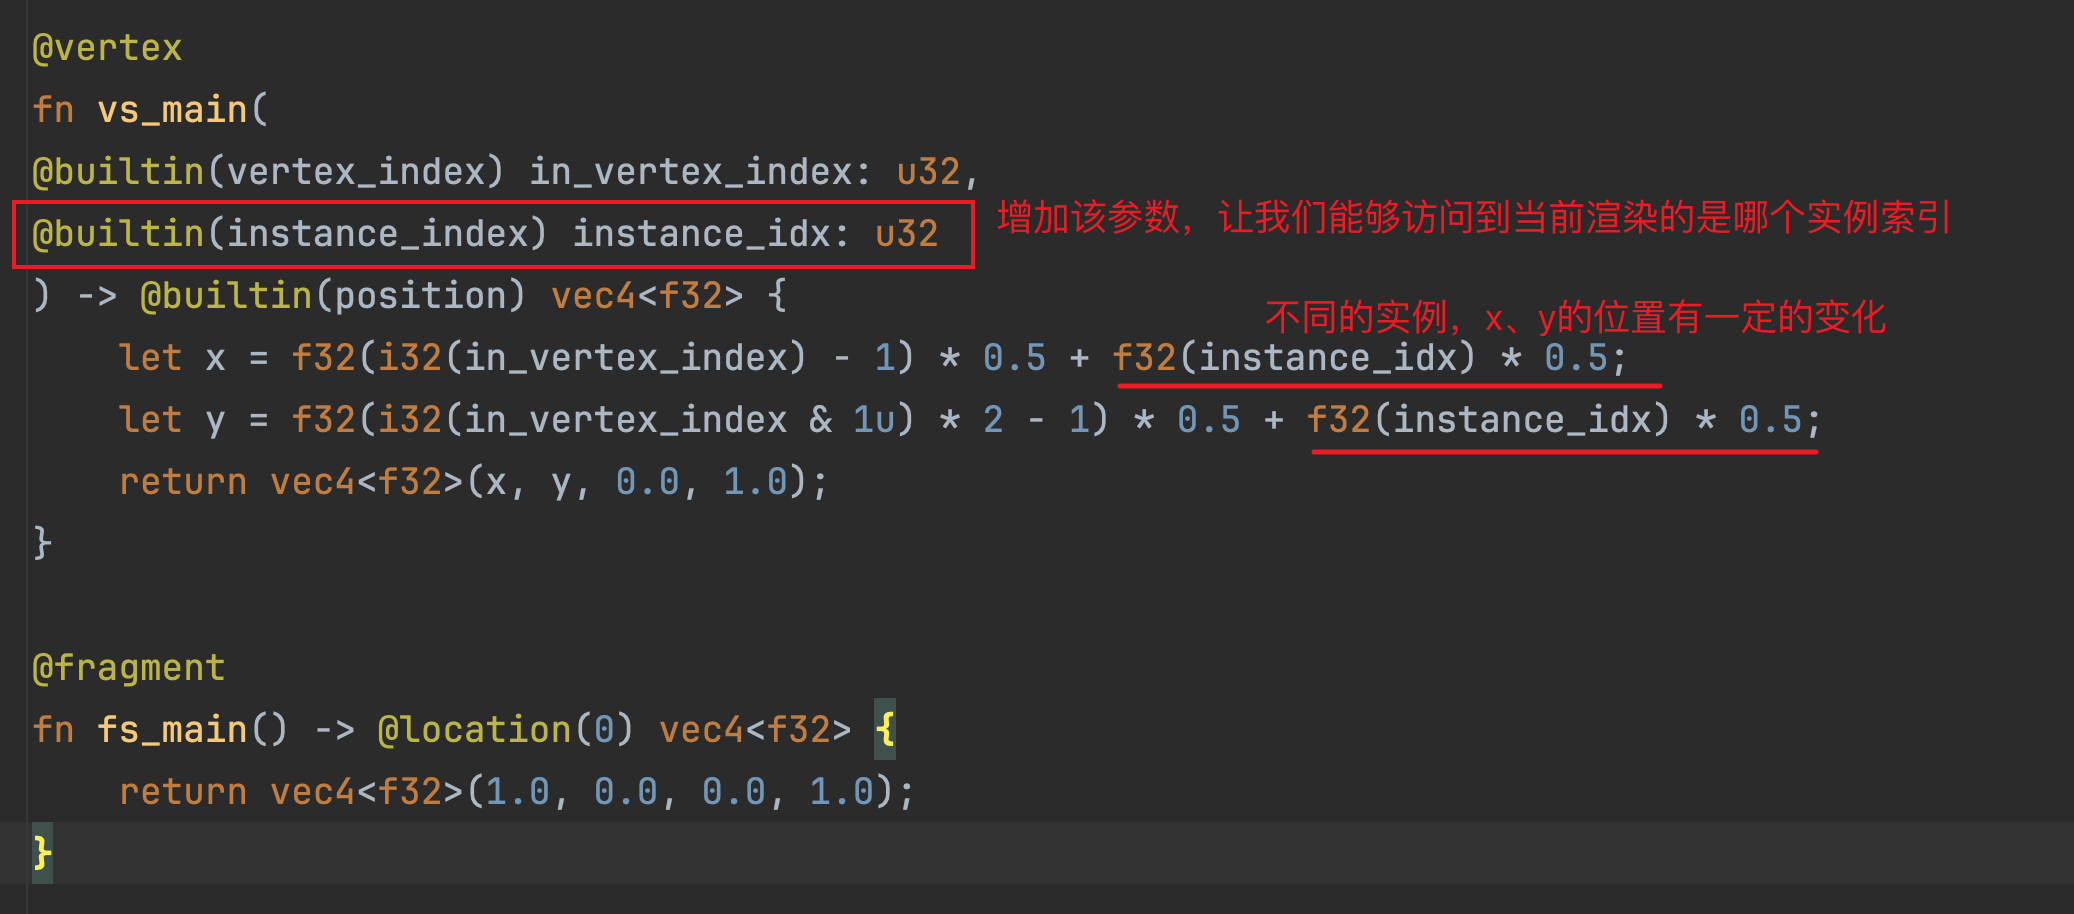 @vertex
fn vs_main(
@builtin(vertex_index) in_vertex_index: u32,
@builtin(instance_index) instance_idx: u32
增加该参数，让我们能够访问到当前渲染的是哪个实例索引
) -> @builtin(position) vec4<f32> {
不同的实例，x、y的位置有一定的变化
    let x = f32(i32(in_vertex_index) - 1) * 0.5 + f32(instance_idx) * 0.5;
    let y = f32(i32(in_vertex_index & 1u) * 2 - 1) * 0.5 + f32(instance_idx) * 0.5;
    return vec4<f32>(x, y, 0.0, 1.0);
}
@fragment
fn fs_main() -> @location(0) vec4<f32> {
    return vec4<f32>(1.0, 0.0, 0.0, 1.0);
}